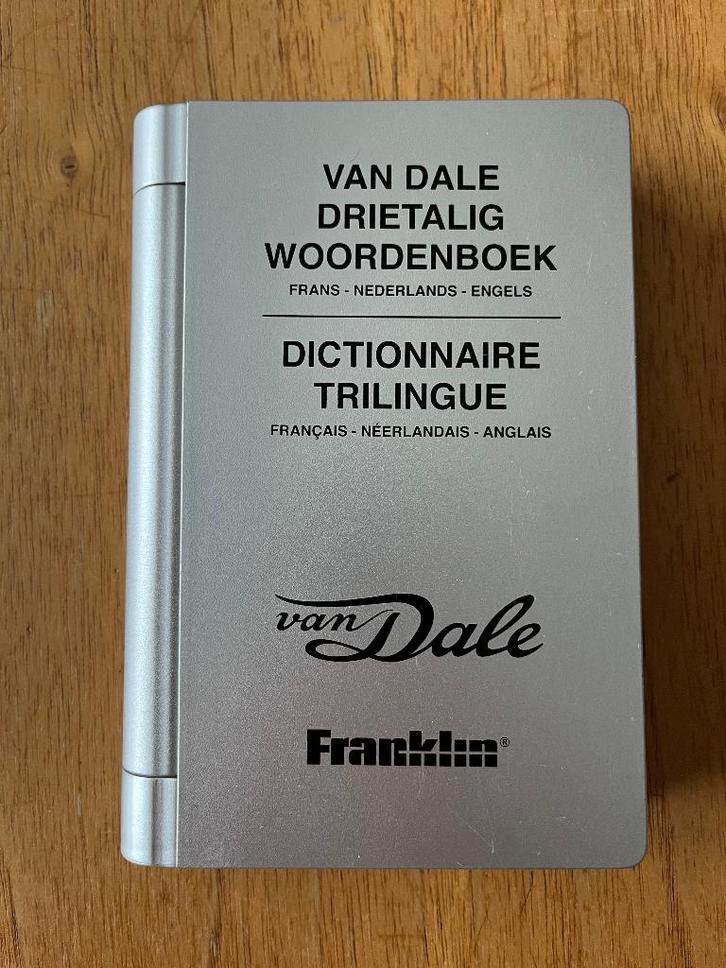 VAN DALE
DRIETALIG
WOORDENBOEK
FRANS - NEDERLANDS - ENGELS
DICTIONNAIRE
TRILINGUE
FRANÇAIS - NÉERLANDAIS - ANGLAIS
van Dale
Franklin®